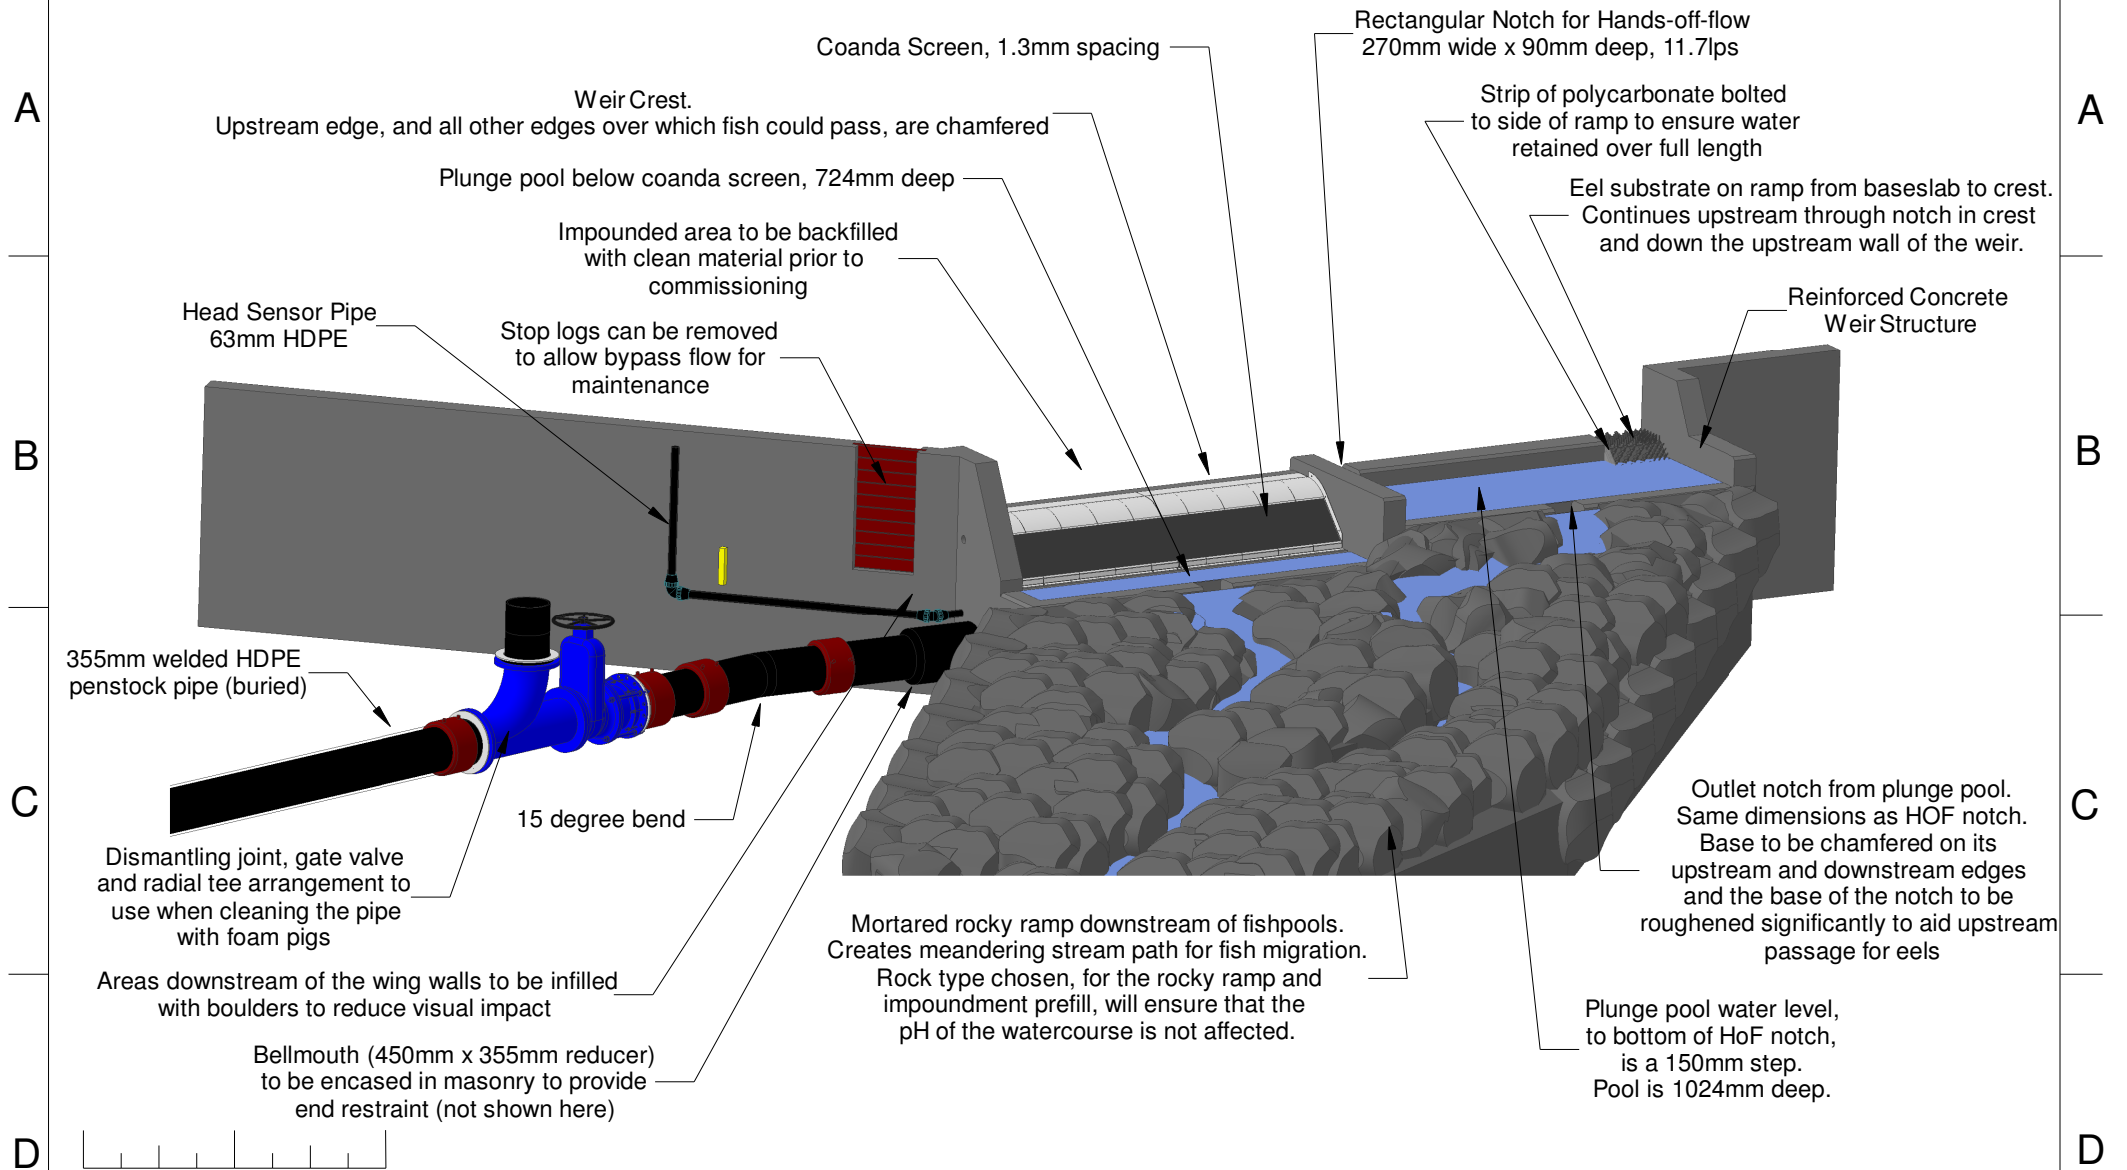 Rectangular Notch for Hands-off-flow
270mm wide x 90mm deep, 11.7lps
Coanda Screen, 1.3mm spacing
Weir Crest.
Upstream edge, and all other edges over which fish could pass, are chamfered
Strip of polycarbonate bolted
to side of ramp to ensure water
retained over full length
A
A
Plunge pool below coanda screen, 724mm deep
Eel substrate on ramp from baseslab to crest.
Continues upstream through notch in crest
and down the upstream wall of the weir.
Impounded area to be backfilled
with clean material prior to
commissioning
Head Sensor Pipe
63mm HDPE
Stop logs can be removed
to allow bypass flow for
maintenance
Reinforced Concrete
Weir Structure
B
B
355mm welded HDPE
penstock pipe (buried)
15 degree bend
C
C
Outlet notch from plunge pool.
Same dimensions as HOF notch.
Base to be chamfered on its
upstream and downstream edges
and the base of the notch to be
roughened significantly to aid upstream
passage for eels
Dismantling joint, gate valve
and radial tee arrangement to
use when cleaning the pipe
with foam pigs
Mortared rocky ramp downstream of fishpools.
Creates meandering stream path for fish migration.
Rock type chosen, for the rocky ramp and
impoundment prefill, will ensure that the
pH of the watercourse is not affected.
Areas downstream of the wing walls to be infilled
with boulders to reduce visual impact
Plunge pool water level,
to bottom of HoF notch,
is a 150mm step.
Pool is 1024mm deep.
Bellmouth (450mm x 355mm reducer)
to be encased in masonry to provide
end restraint (not shown here)
D
D